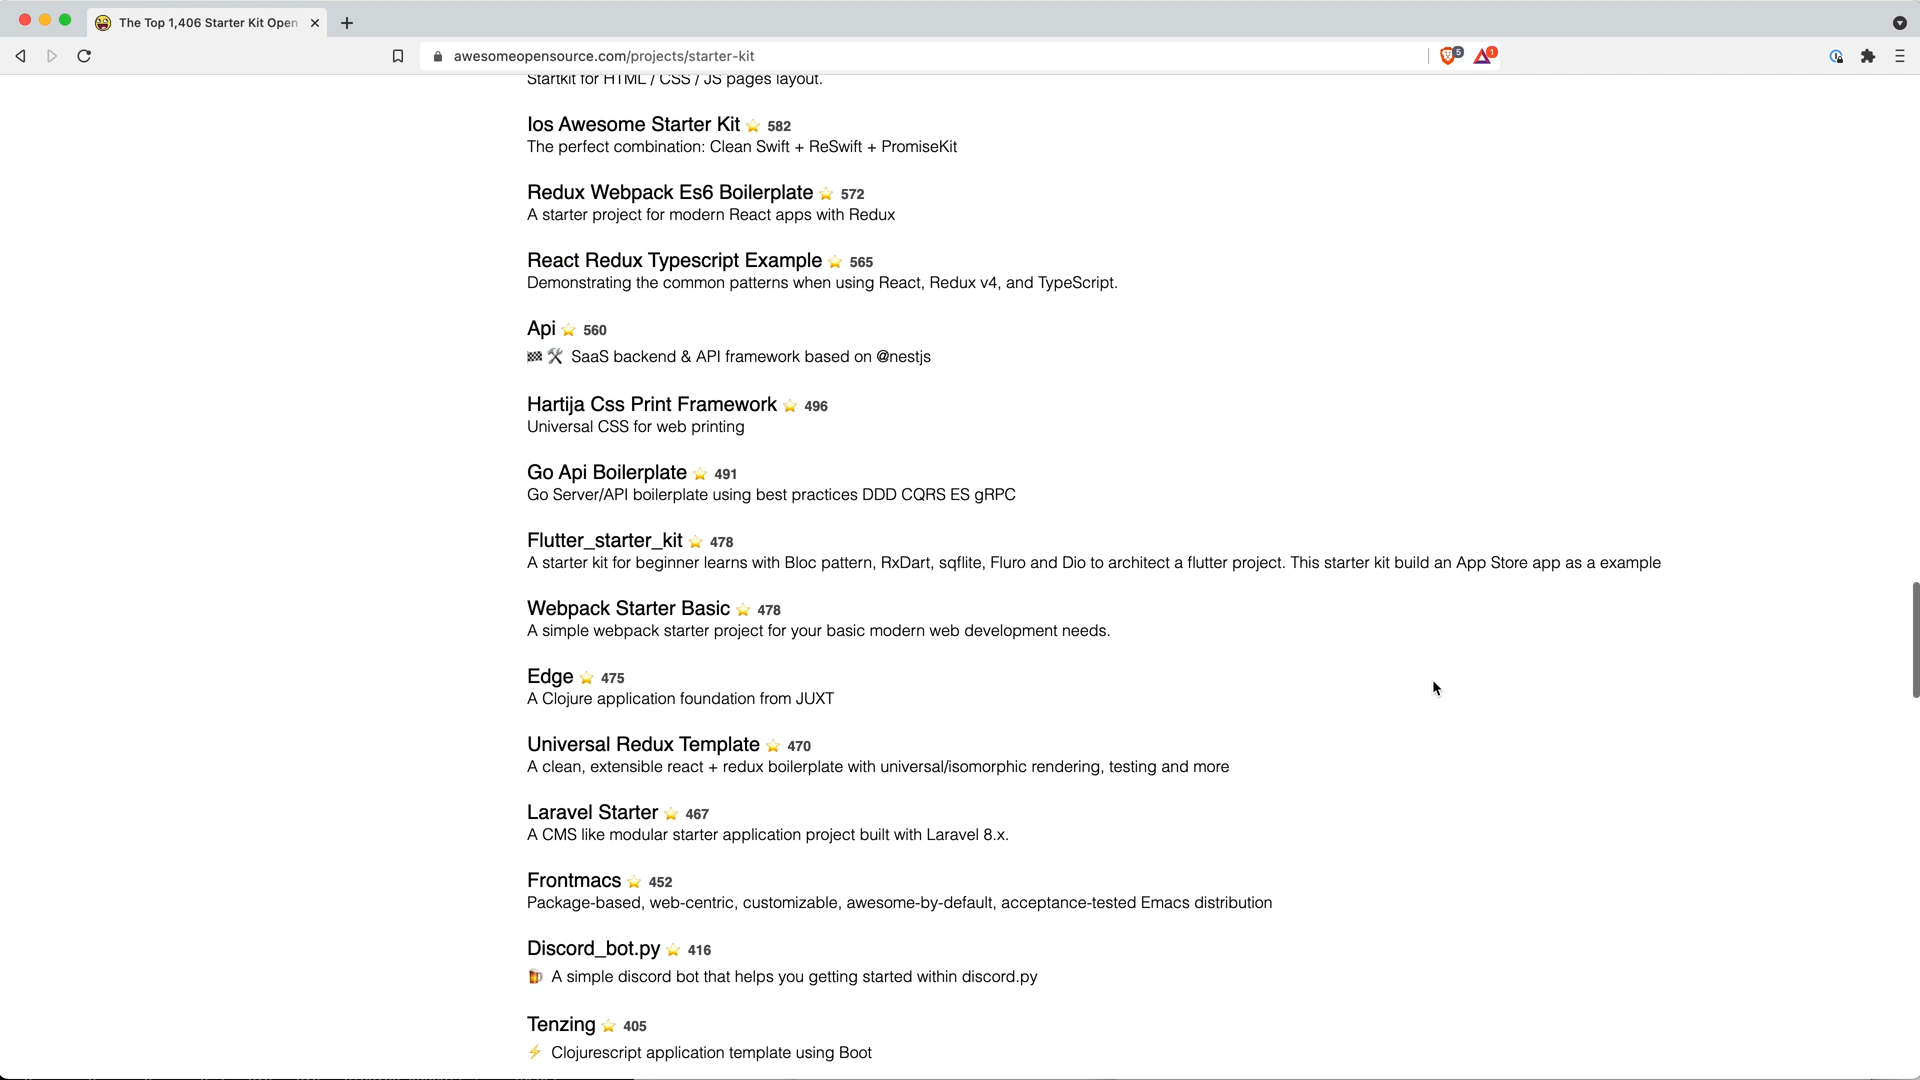 The Top 1,406 Starter Kit Open
awesomeopensource.com/projects/starter-kit
5
1
Startkit for HTML / CSS / JS pages layout.
Ios Awesome Starter Kit ⭐ 582
The perfect combination: Clean Swift + ReSwift + PromiseKit
Redux Webpack Es6 Boilerplate ⭐ 572
A starter project for modern React apps with Redux
React Redux Typescript Example ⭐ 565
Demonstrating the common patterns when using React, Redux v4, and TypeScript.
Api ⭐ 560
🏁 🛠 SaaS backend & API framework based on @nestjs
Hartija Css Print Framework ⭐ 496
Universal CSS for web printing
Go Api Boilerplate ⭐ 491
Go Server/API boilerplate using best practices DDD CQRS ES gRPC
Flutter_starter_kit ⭐ 478
A starter kit for beginner learns with Bloc pattern, RxDart, sqflite, Fluro and Dio to architect a flutter project. This starter kit build an App Store app as a example
Webpack Starter Basic ⭐ 478
A simple webpack starter project for your basic modern web development needs.
Edge ⭐ 475
A Clojure application foundation from JUXT
Universal Redux Template ⭐ 470
A clean, extensible react + redux boilerplate with universal/isomorphic rendering, testing and more
Laravel Starter ⭐ 467
A CMS like modular starter application project built with Laravel 8.x.
Frontmacs ⭐ 452
Package-based, web-centric, customizable, awesome-by-default, acceptance-tested Emacs distribution
Discord_bot.py ⭐ 416
🍺 A simple discord bot that helps you getting started within discord.py
Tenzing ⭐ 405
⚡ Clojurescript application template using Boot